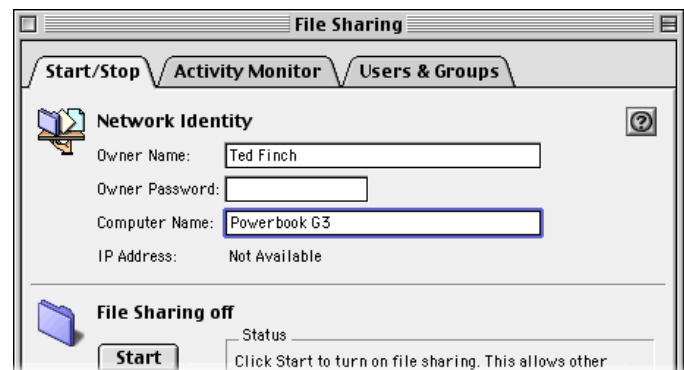 File Sharing
Start/Stop Activity Monitor Users & Groups
Network Identity
?
Owner Name: Ted Finch
Owner Password:
Computer Name: Powerbook G3
IP Address: Not Available
File Sharing off
Status
Start
Click Start to turn on file sharing. This allows other